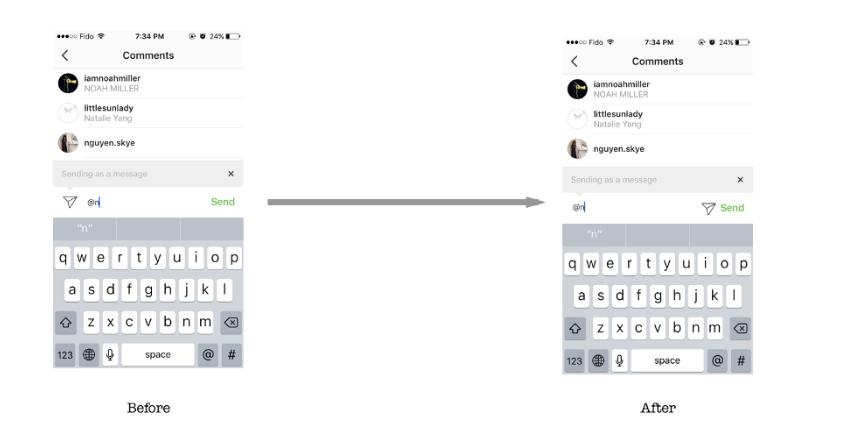 Fido 7:34 PM 24%
Comments
iamnoahmiller
NOAH MILLER
littlesunlady
Natalie Yang
nguyen.skye
Sending as a message ×
@n Send
"n"
q w e r t y u i o p
a s d f g h j k l
z x c v b n m
123 space @ #
Before
Fido 7:34 PM 24%
Comments
iamnoahmiller
NOAH MILLER
littlesunlady
Natalie Yang
nguyen.skye
Sending as a message ×
@n Send
"n"
q w e r t y u i o p
a s d f g h j k l
z x c v b n m
123 space @ #
After